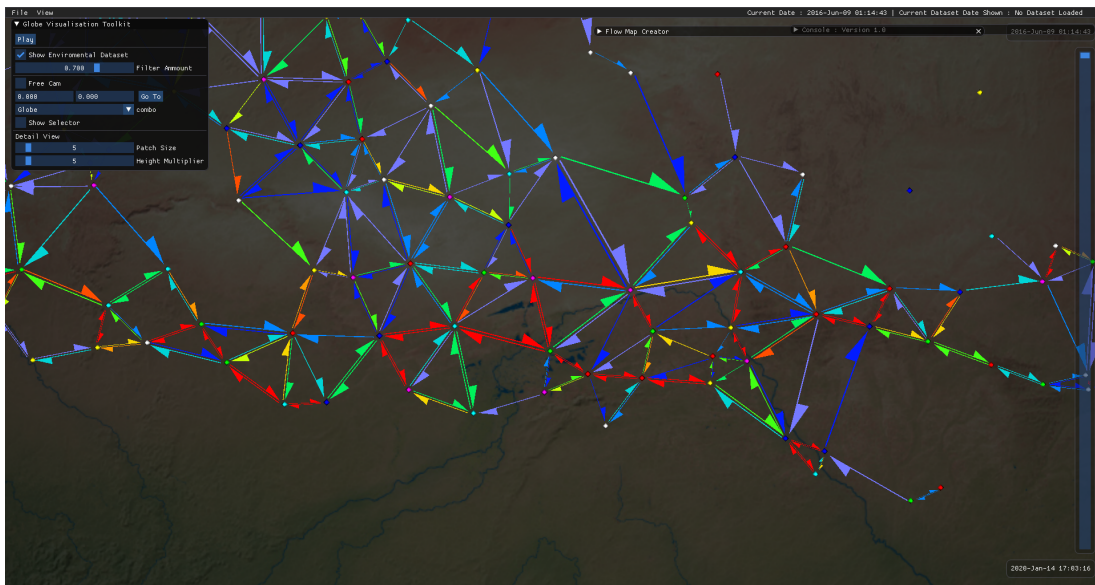 File View
Current Date : 2016-Jun-09 01:14:43 | Current Dataset Date Shown : No Dataset Loaded
Globe Visualisation Toolkit
Play
Show Enviromental Dataset
0.700 Filter Ammount
Free Cam
0.000 0.000 Go To
Globe combo
Show Selector
Detail View
5 Patch Size
5 Height Multiplier
Flow Map Creator
Console : Version 1.0
2016-Jun-09 01:14:43
2020-Jan-14 17:03:16